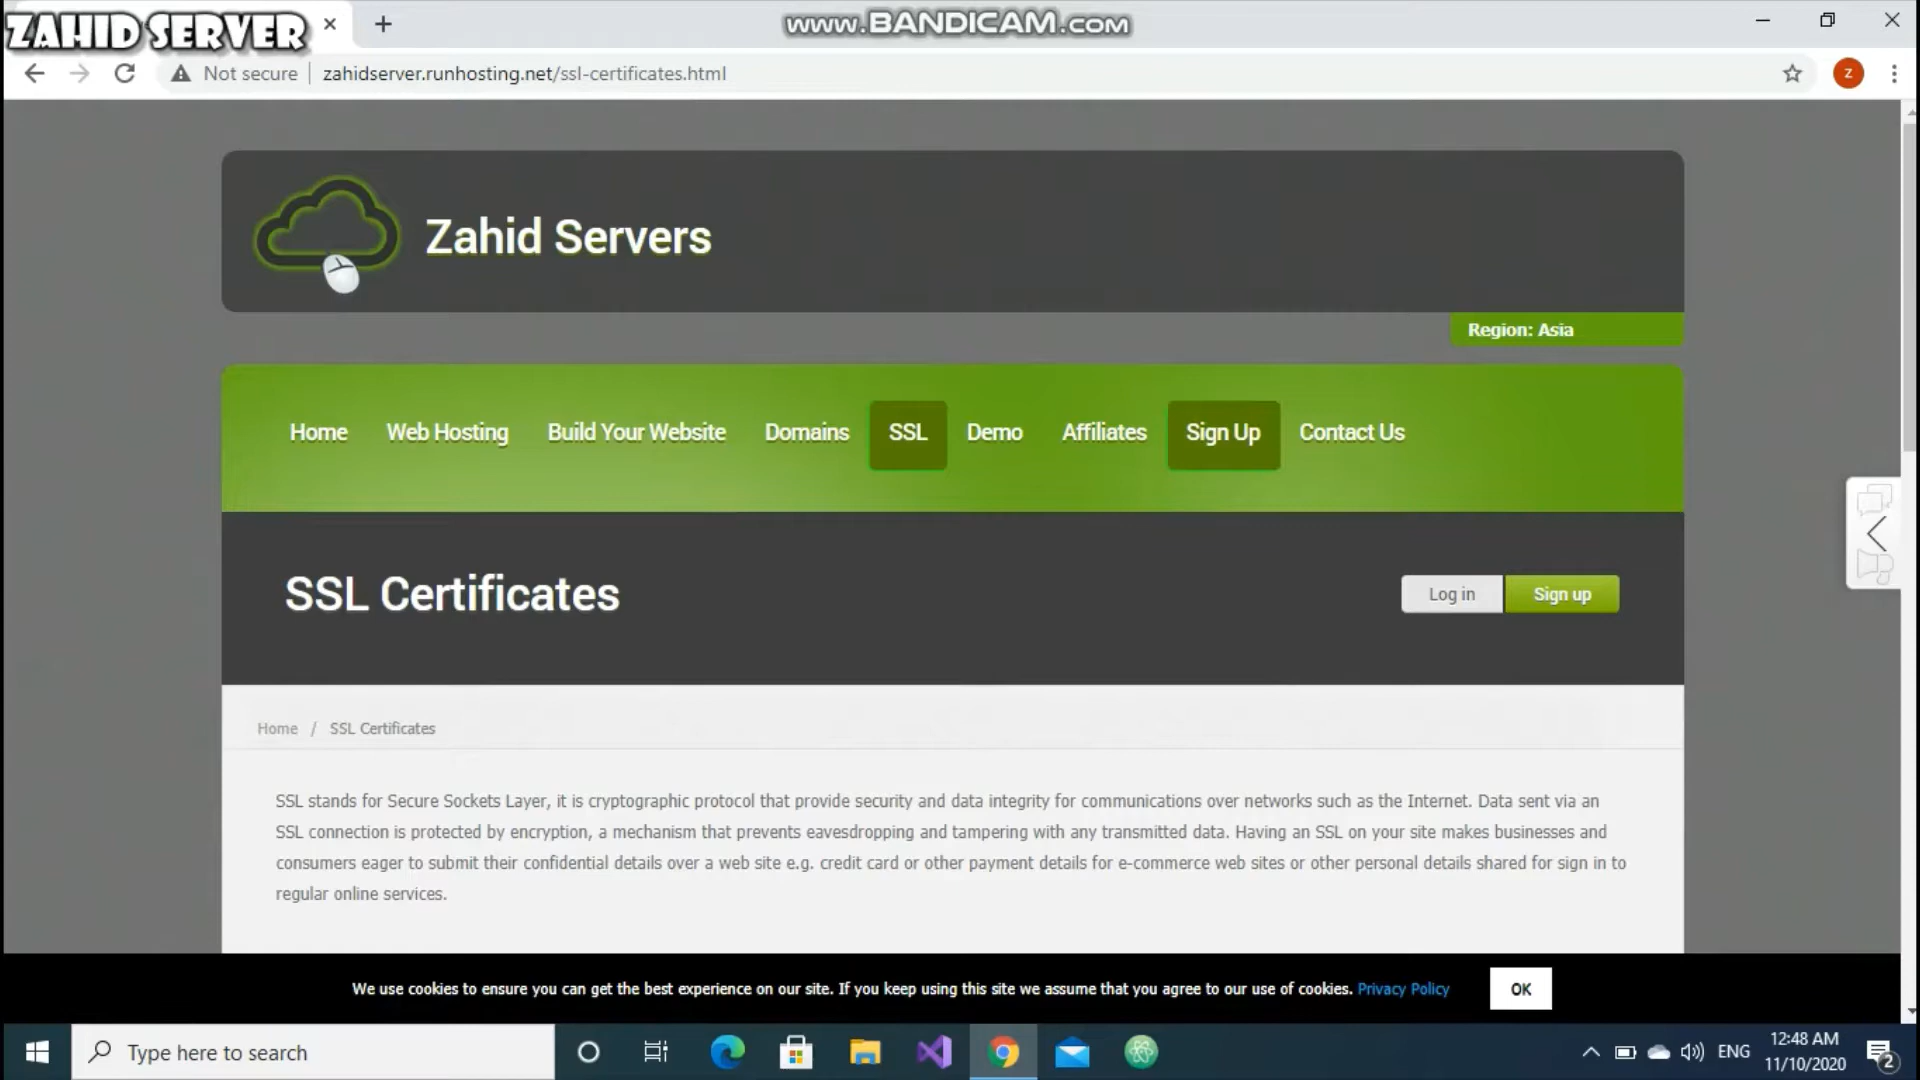 ZAHID SERVER
www.BANDICAM.com
Not secure
zahidserver.runhosting.net/ssl-certificates.html
Z
Zahid Servers
Region: Asia
Home Web Hosting Build Your Website Domains SSL Demo Affiliates Sign Up Contact Us
SSL Certificates
Log in Sign up
Home / SSL Certificates
SSL stands for Secure Sockets Layer, it is cryptographic protocol that provide security and data integrity for communications over networks such as the Internet. Data sent via an
SSL connection is protected by encryption, a mechanism that prevents eavesdropping and tampering with any transmitted data. Having an SSL on your site makes businesses and
consumers eager to submit their confidential details over a web site e.g. credit card or other payment details for e-commerce web sites or other personal details shared for sign in to
regular online services.
We use cookies to ensure you can get the best experience on our site. If you keep using this site we assume that you agree to our use of cookies. Privacy Policy OK
Type here to search
ENG
12:48 AM
11/10/2020
2